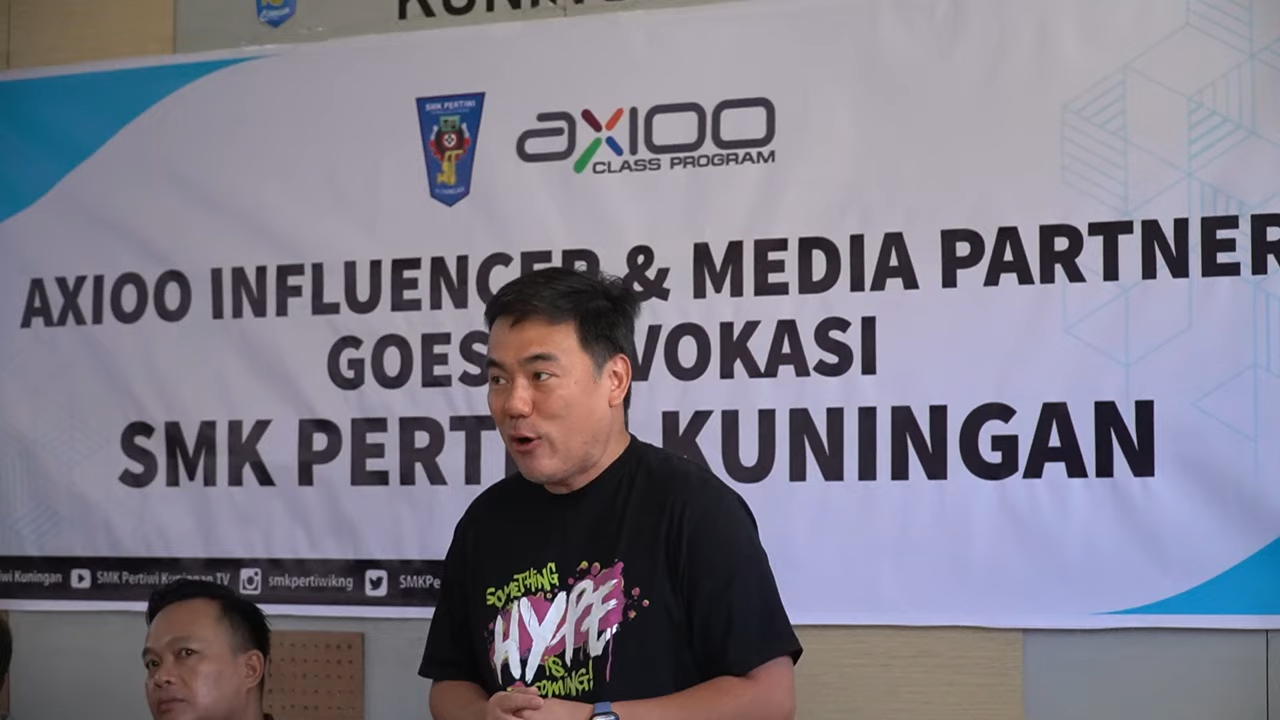 SMK PERTIWI
axioo
CLASS PROGRAM
AXIOO INFLUENCER & MEDIA PARTNER
GOES VOKASI
SMK PERT KUNINGAN
Kuningan SMK Pertiwi Kuningan TV smkpertiwikng
SOMETHING
HYPE
IS
COMING!